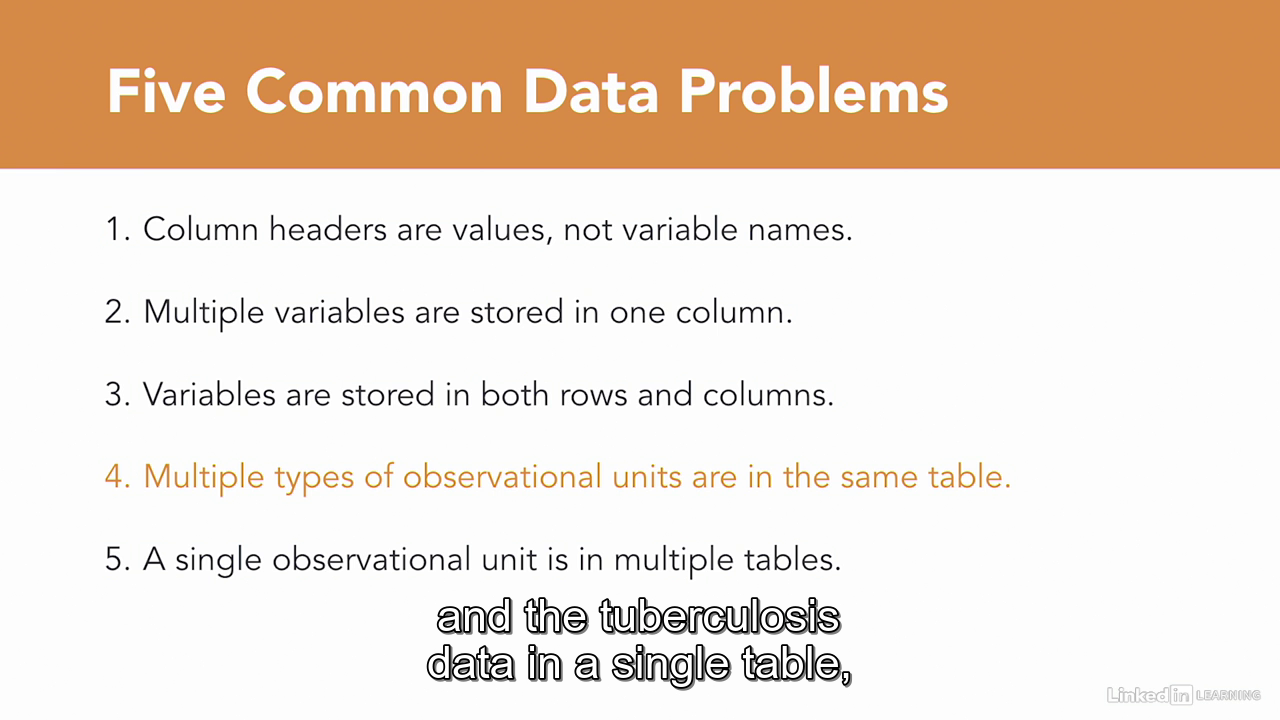 Five Common Data Problems
1. Column headers are values, not variable names.
2. Multiple variables are stored in one column.
3. Variables are stored in both rows and columns.
4. Multiple types of observational units are in the same table.
5. A single observational unit is in multiple tables.
and the tuberculosis
data in a single table,
Linked in LEARNING